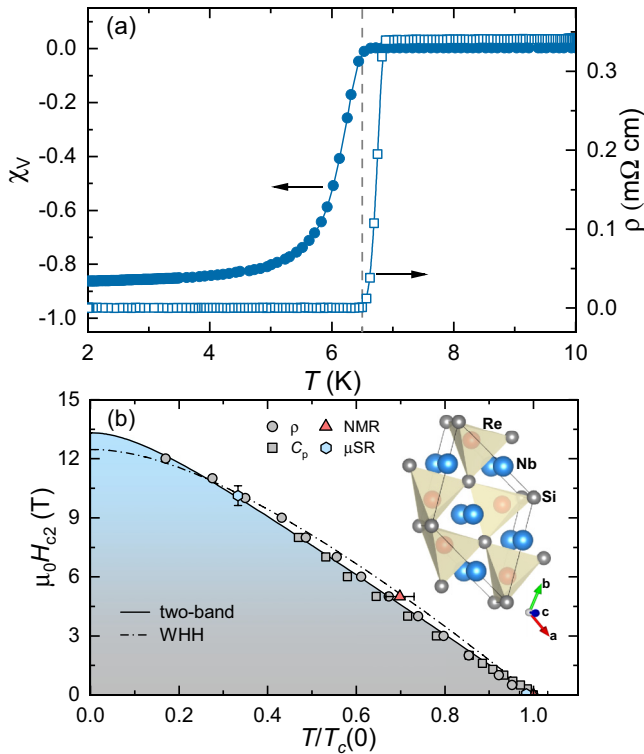 (a)
0.0
-0.2
-0.4
-0.6
-0.8
-1.0
χV
0.3
0.2
0.1
0.0
ρ (mΩ cm)
2 4 6 8 10
T (K)
(b)
ρ NMR
Cp μSR
Re
Nb
Si
b
c
a
15
12
9
6
3
0
μ0Hc2 (T)
two-band
WHH
0.0 0.2 0.4 0.6 0.8 1.0
T/Tc(0)